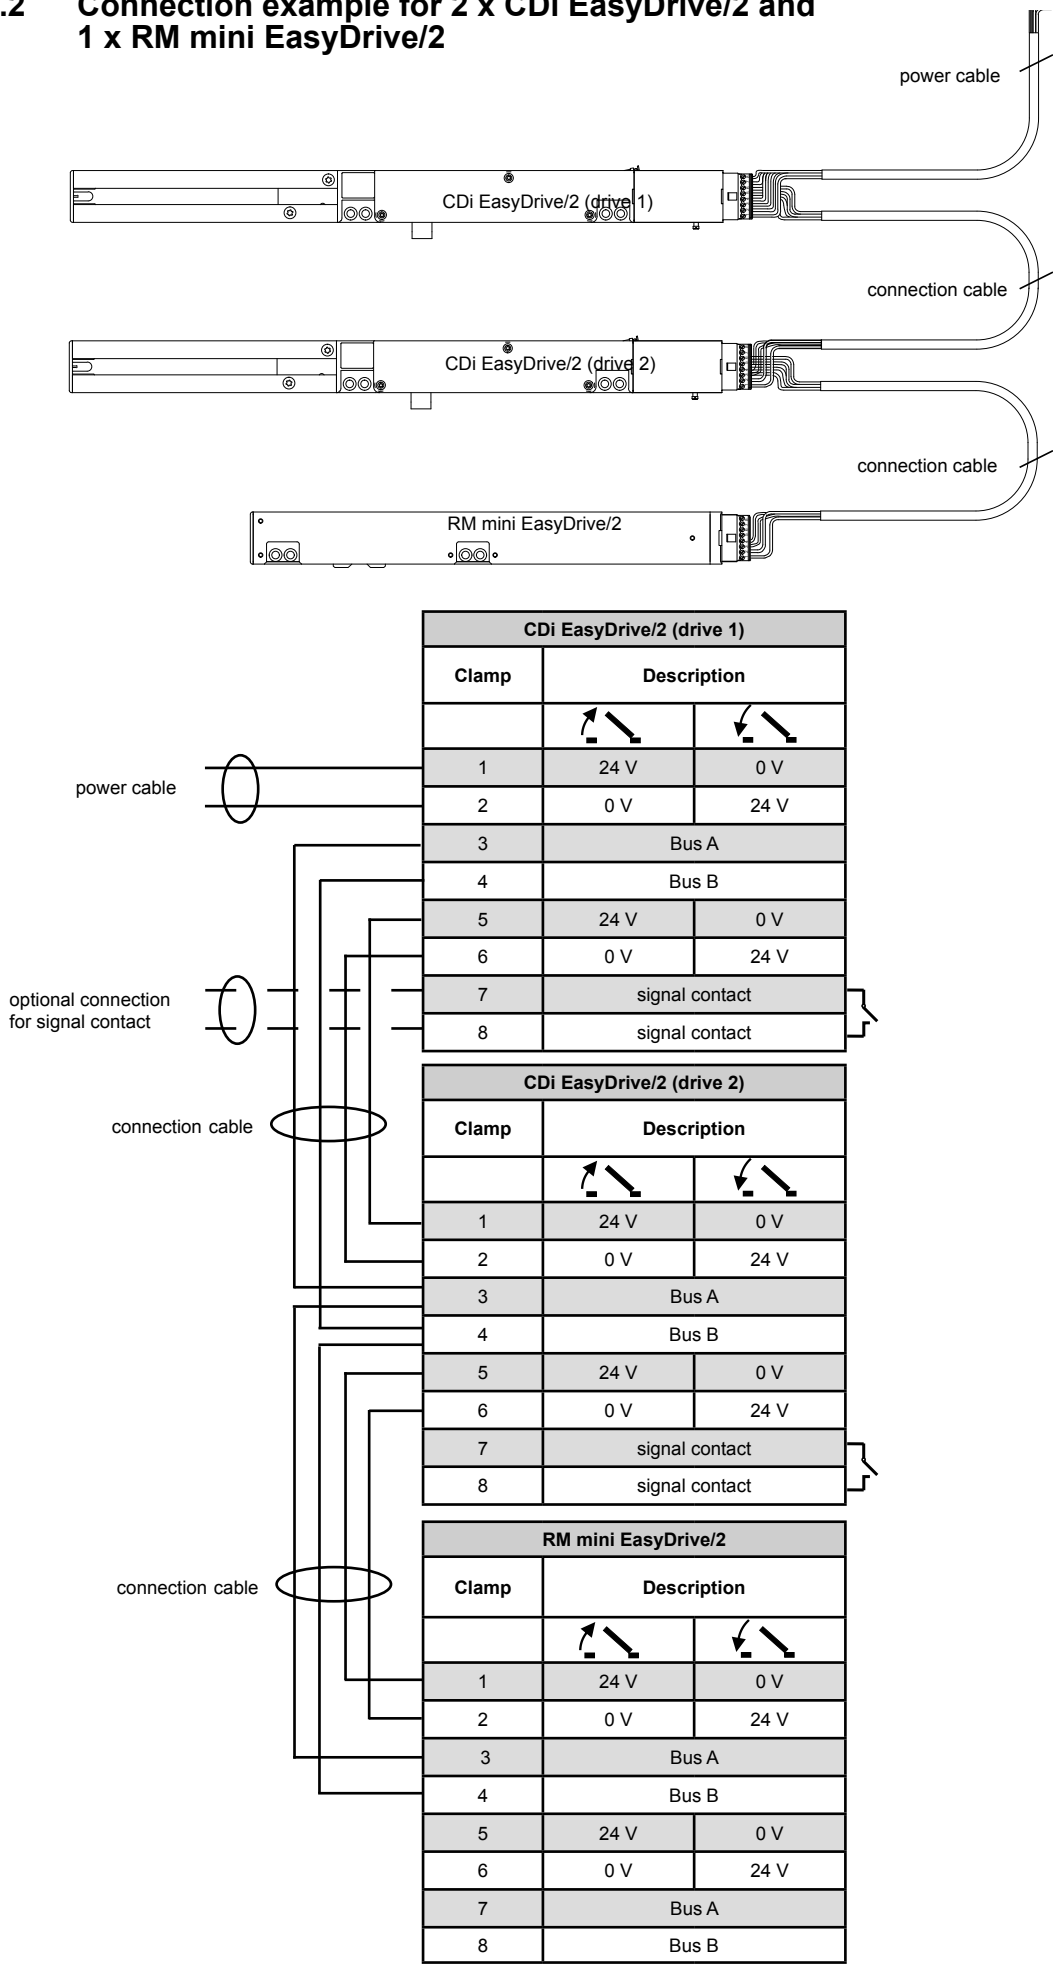 .2 Connection example for 2 x CDi EasyDrive/2 and
1 x RM mini EasyDrive/2
power cable
CDi EasyDrive/2 (drive 1)
connection cable
CDi EasyDrive/2 (drive 2)
connection cable
RM mini EasyDrive/2
CDi EasyDrive/2 (drive 1)
Clamp Description
1 24 V 0 V
power cable
2 0 V 24 V
3 Bus A
4 Bus B
5 24 V 0 V
6 0 V 24 V
7 signal contact
optional connection
for signal contact
8 signal contact
CDi EasyDrive/2 (drive 2)
connection cable
Clamp Description
1 24 V 0 V
2 0 V 24 V
3 Bus A
4 Bus B
5 24 V 0 V
6 0 V 24 V
7 signal contact
8 signal contact
RM mini EasyDrive/2
connection cable
Clamp Description
1 24 V 0 V
2 0 V 24 V
3 Bus A
4 Bus B
5 24 V 0 V
6 0 V 24 V
7 Bus A
8 Bus B